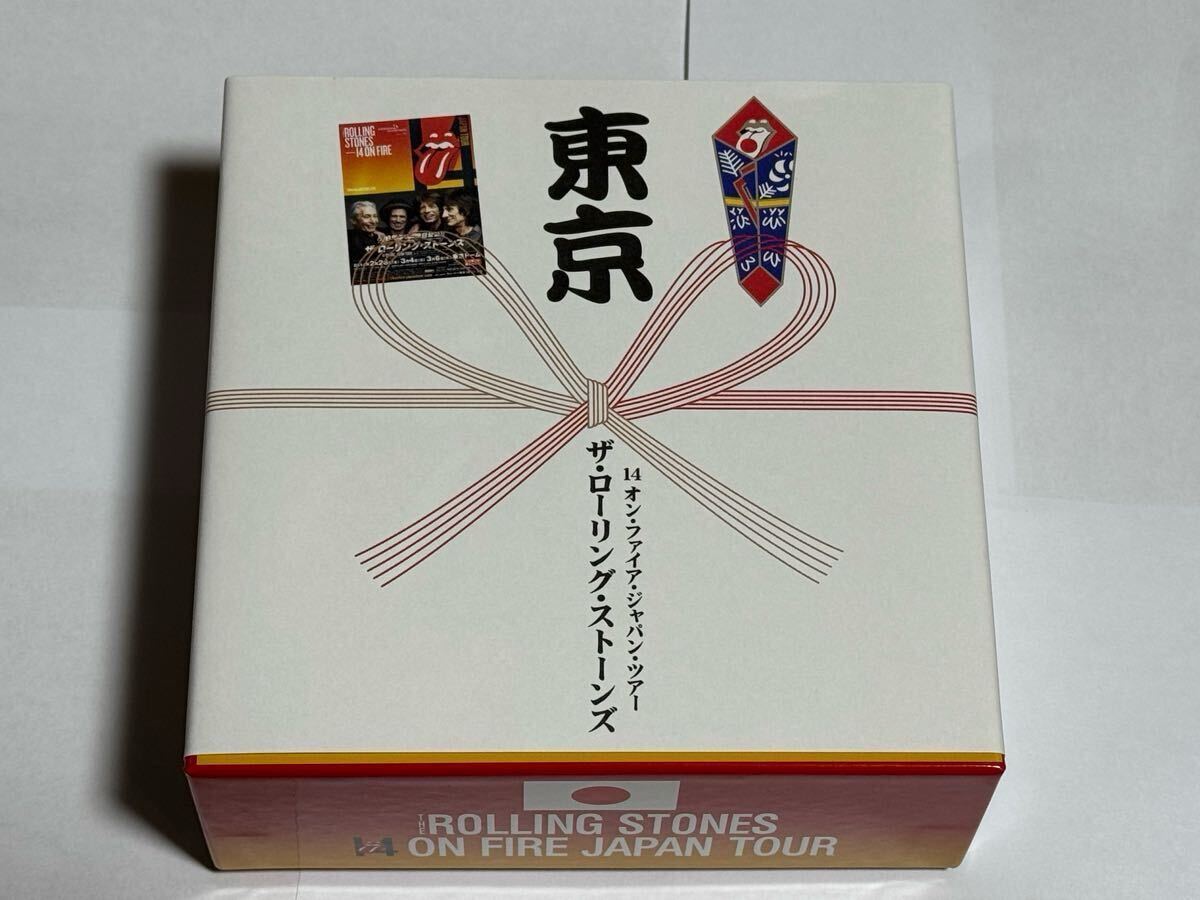 ROLLING
STONES
14 ON FIRE
ザ・ローリング・ストーンズ
東京
14 オン・ファイア・ジャパン・ツアー
ザ・ローリング・ストーンズ
THE ROLLING STONES
14 ON FIRE JAPAN TOUR